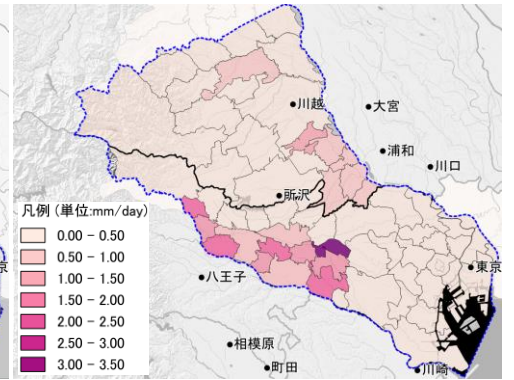 川越
大宮
浦和
川口
所沢
凡例 (単位:mm/day)
0.00 - 0.50
0.50 - 1.00
1.00 - 1.50
1.50 - 2.00
2.00 - 2.50
2.50 - 3.00
3.00 - 3.50
京
東京
八王子
相模原
町田
川崎